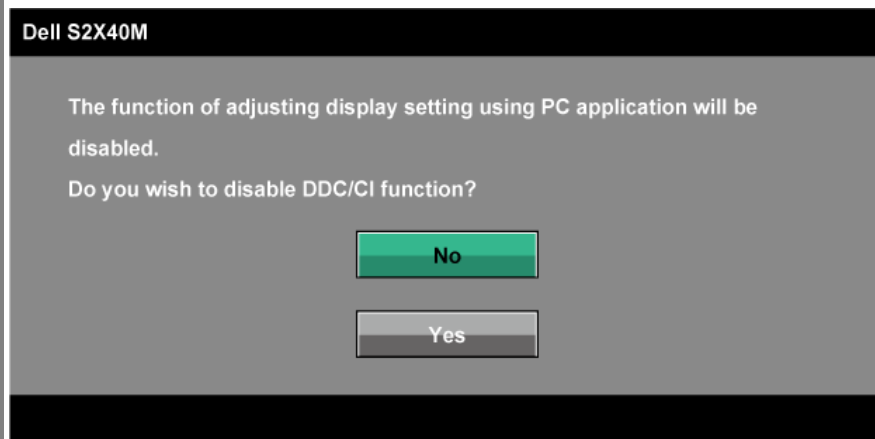 Dell S2X40M
The function of adjusting display setting using PC application will be
disabled.
Do you wish to disable DDC/CI function?
No
Yes